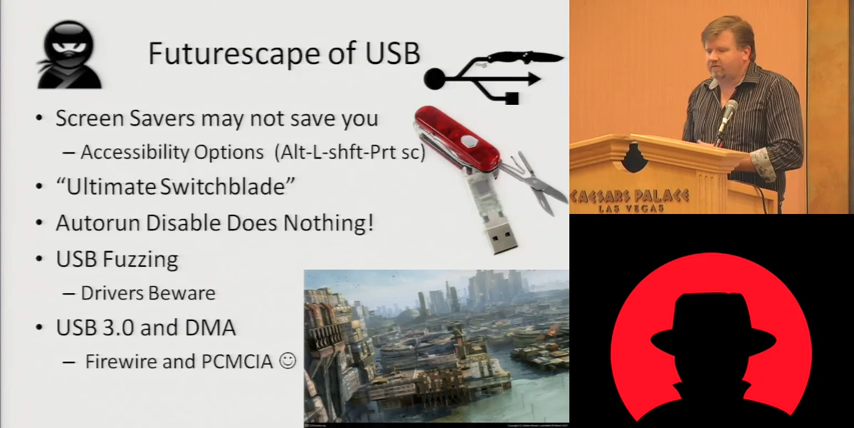 Futurescape of USB
• Screen Savers may not save you
– Accessibility Options (Alt-L-shft-Prt sc)
• “Ultimate Switchblade”
• Autorun Disable Does Nothing!
• USB Fuzzing
– Drivers Beware
• USB 3.0 and DMA
– Firewire and PCMCIA ☺
CAESARS PALACE
LAS VEGAS